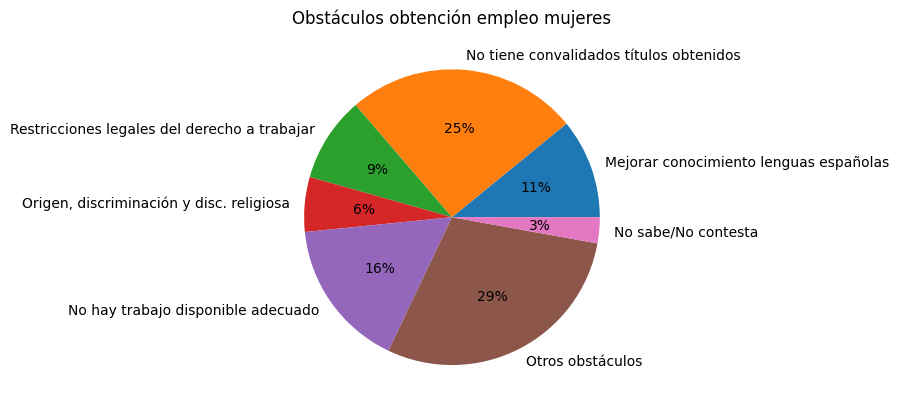 Obstáculos obtención empleo mujeres
No tiene convalidados títulos obtenidos
Restricciones legales del derecho a trabajar
25%
Mejorar conocimiento lenguas españolas
9%
11%
Origen, discriminación y disc. religiosa
6%
3%
No sabe/No contesta
16%
29%
No hay trabajo disponible adecuado
Otros obstáculos